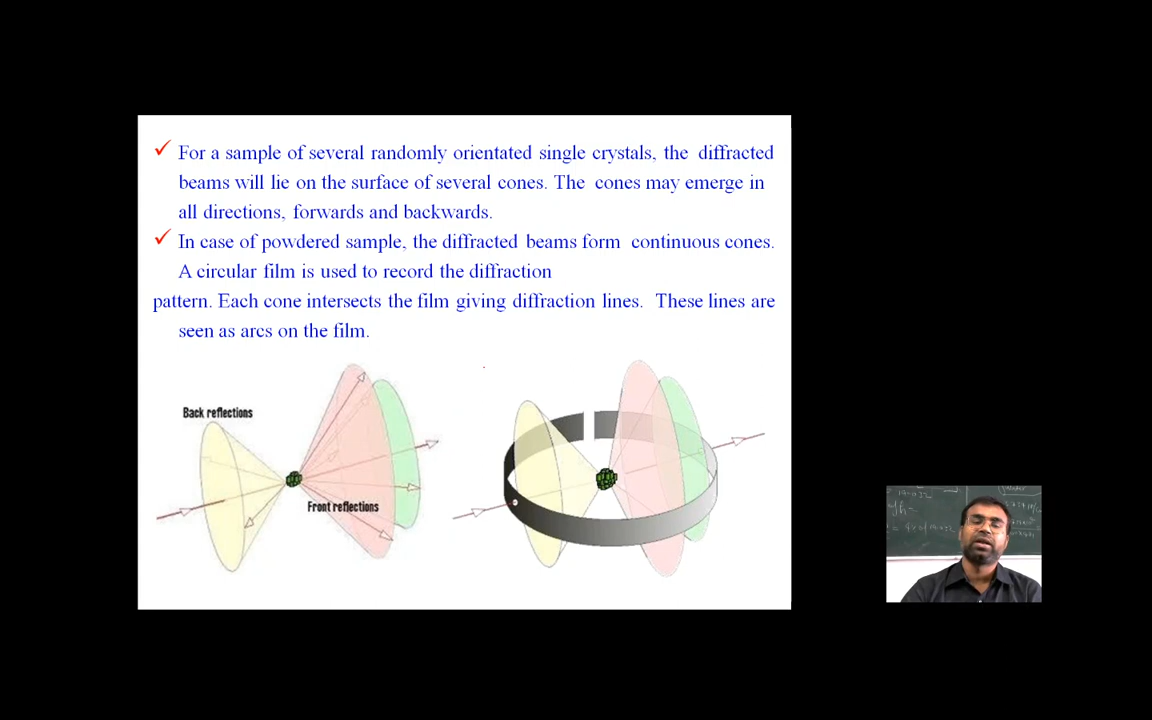 ✓ For a sample of several randomly orientated single crystals, the diffracted
beams will lie on the surface of several cones. The cones may emerge in
all directions, forwards and backwards.
✓ In case of powdered sample, the diffracted beams form continuous cones.
A circular film is used to record the diffraction
pattern. Each cone intersects the film giving diffraction lines. These lines are
seen as arcs on the film.
Back reflections
Front reflections